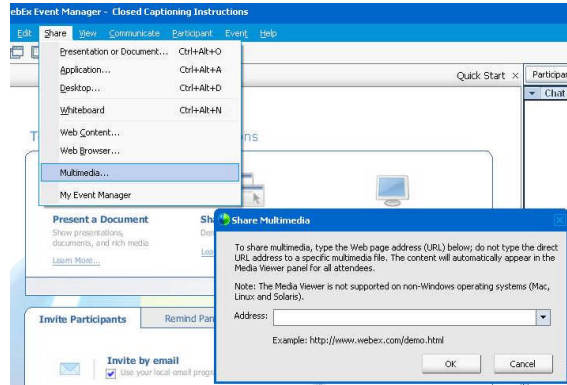 ebEx Event Manager - Closed Captioning Instructions
Edit Share View Communicate Participant Event Help
Presentation or Document... Ctrl+Alt+O
Application... Ctrl+Alt+A
Desktop... Ctrl+Alt+D
Whiteboard Ctrl+Alt+N
Web Content...
Web Browser...
Multimedia...
My Event Manager
Quick Start
Participan
Chat
T
ns
Present a Document
Show presentations,
documents, and rich media
Learn More...
Sh
Invite Participants Remind Pan
Invite by email
Use your local email progra
Share Multimedia
To share multimedia, type the Web page address (URL) below; do not type the direct
URL address to a specific multimedia file. The content will automatically appear in the
Media Viewer panel for all attendees.
Note: The Media Viewer is not supported on non-Windows operating systems (Mac,
Linux and Solaris).
Address:
Example: http://www.webex.com/demo.html
OK Cancel